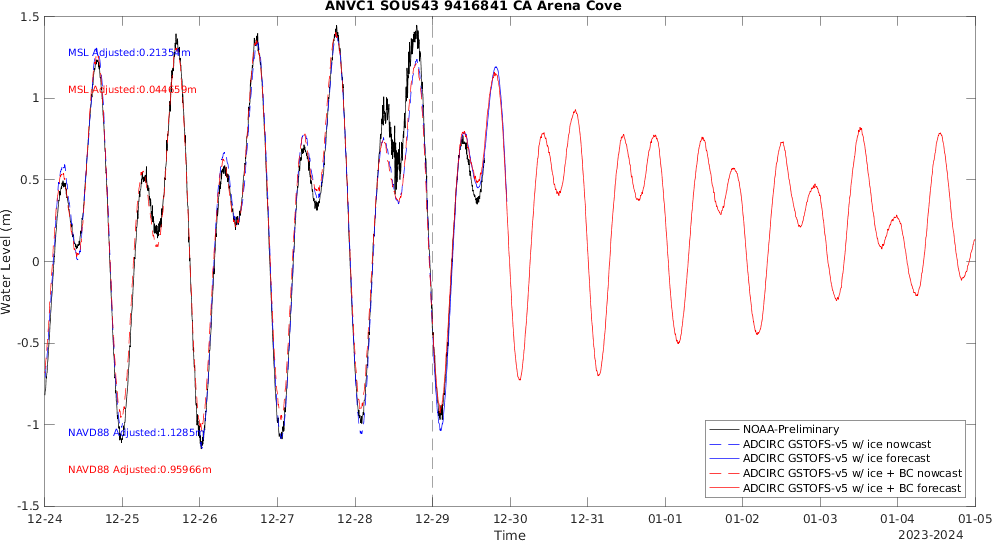 ANVC1 SOUS43 9416841 CA Arena Cove
1.5
1
0.5
0
-0.5
-1
-1.5
Water Level (m)
MSL Adjusted:0.21354m
MSL Adjusted:0.044659m
NAVD88 Adjusted:1.1285m
NAVD88 Adjusted:0.95966m
NOAA-Preliminary
ADCIRC GSTOFS-v5 w/ ice nowcast
ADCIRC GSTOFS-v5 w/ ice forecast
ADCIRC GSTOFS-v5 w/ ice + BC nowcast
ADCIRC GSTOFS-v5 w/ ice + BC forecast
12-24 12-25 12-26 12-27 12-28 12-29 12-30 12-31 01-01 01-02 01-03 01-04 01-05
Time
2023-2024